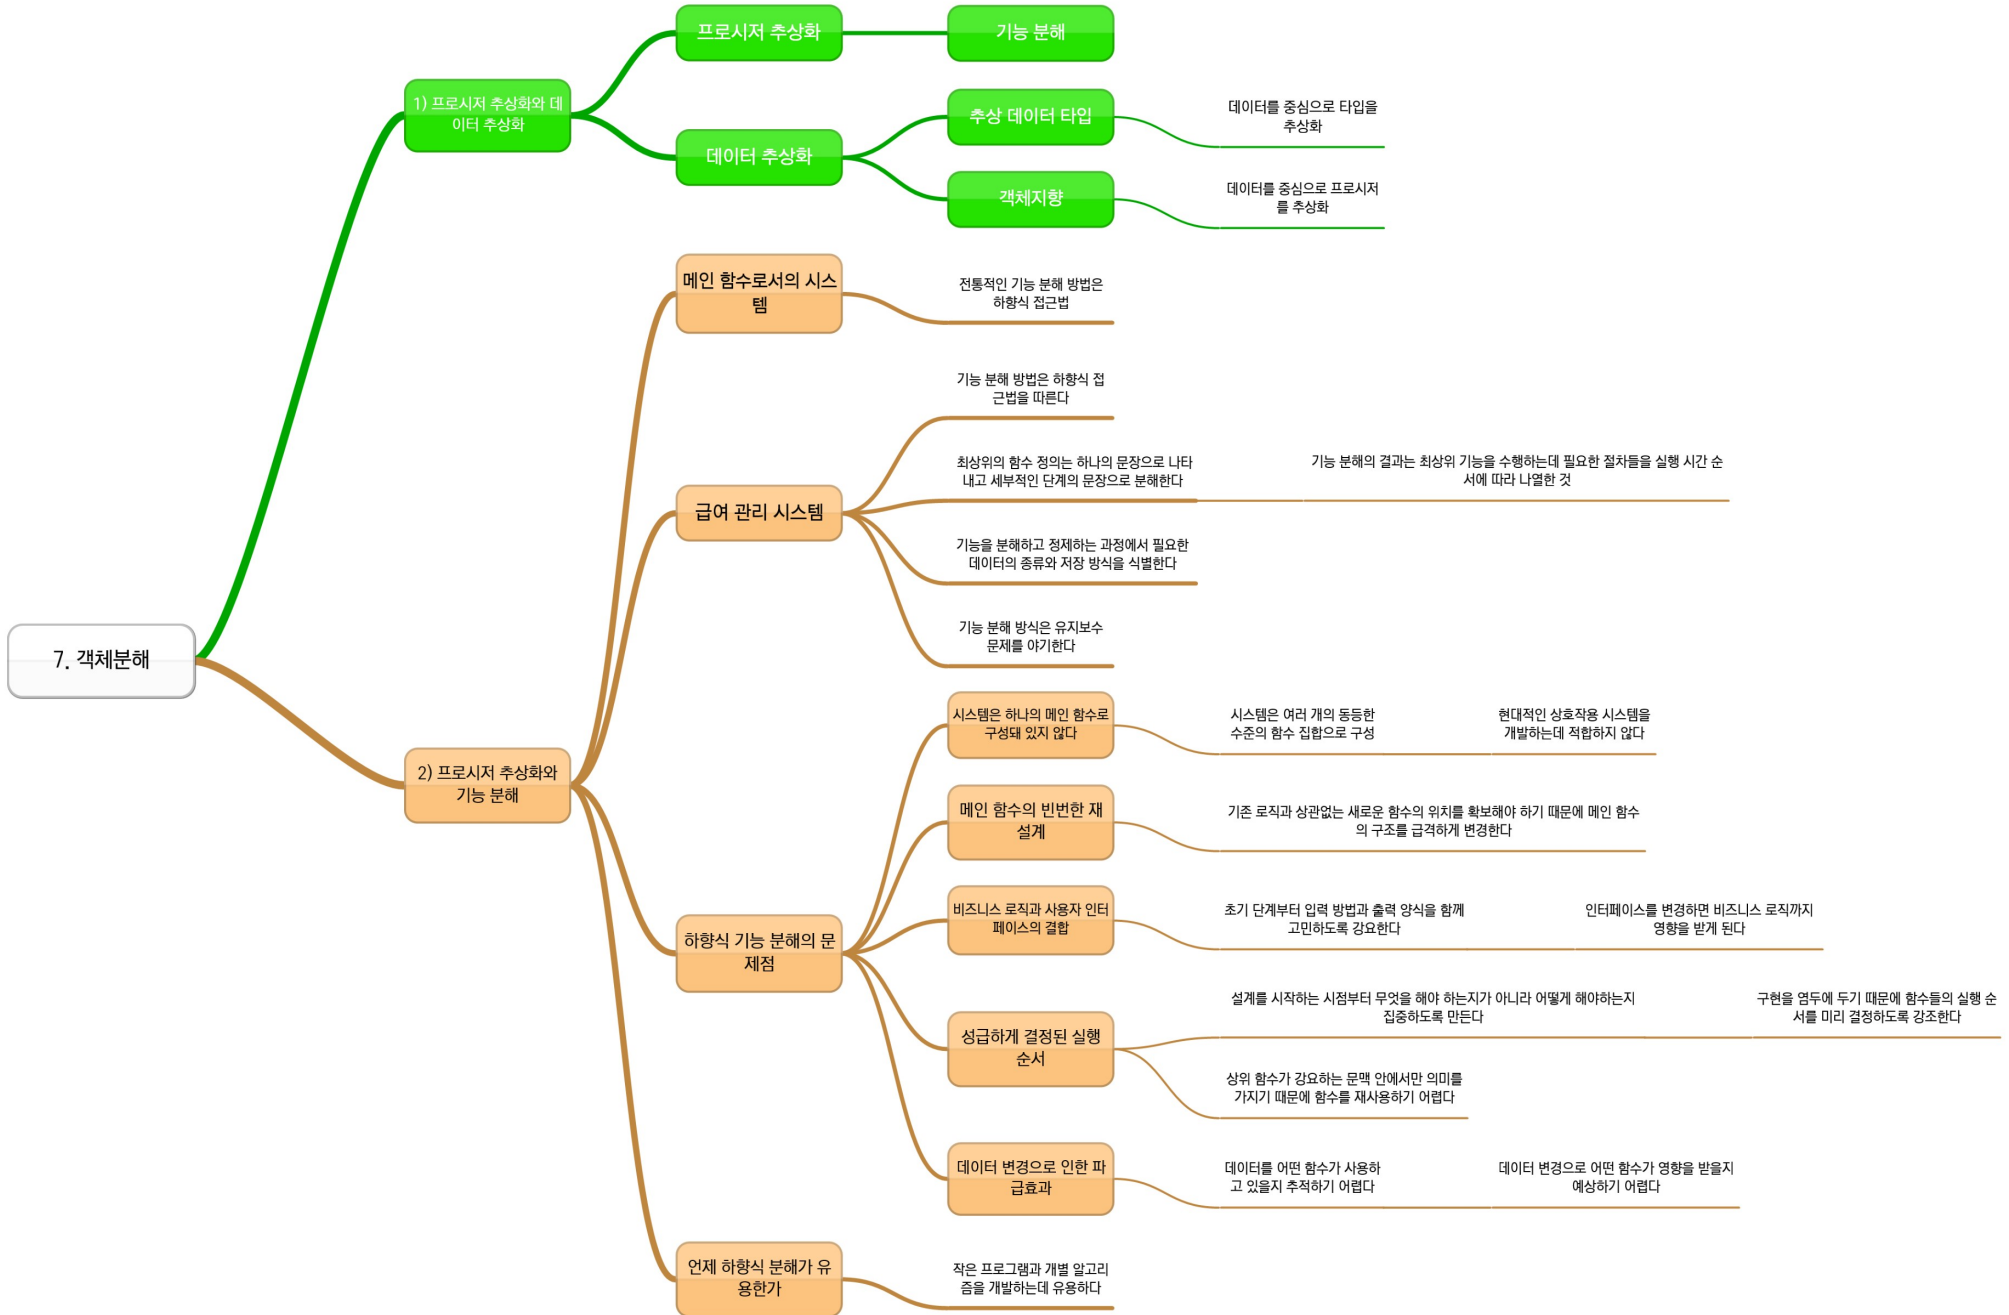 7. 객체분해
1) 프로시저 추상화와 데
이터 추상화
프로시저 추상화
기능 분해
데이터 추상화
추상 데이터 타입
데이터를 중심으로 타입을
추상화
객체지향
데이터를 중심으로 프로시저
를 추상화
2) 프로시저 추상화와
기능 분해
메인 함수로서의 시스
템
전통적인 기능 분해 방법은
하향식 접근법
급여 관리 시스템
기능 분해 방법은 하향식 접
근법을 따른다
최상위의 함수 정의는 하나의 문장으로 나타
내고 세부적인 단계의 문장으로 분해한다
기능 분해의 결과는 최상위 기능을 수행하는데 필요한 절차들을 실행 시간 순
서에 따라 나열한 것
기능을 분해하고 정제하는 과정에서 필요한
데이터의 종류와 저장 방식을 식별한다
기능 분해 방식은 유지보수
문제를 야기한다
하향식 기능 분해의 문
제점
시스템은 하나의 메인 함수로
구성돼 있지 않다
시스템은 여러 개의 동등한
수준의 함수 집합으로 구성
현대적인 상호작용 시스템을
개발하는데 적합하지 않다
메인 함수의 빈번한 재
설계
기존 로직과 상관없는 새로운 함수의 위치를 확보해야 하기 때문에 메인 함수
의 구조를 급격하게 변경한다
비즈니스 로직과 사용자 인터
페이스의 결합
초기 단계부터 입력 방법과 출력 양식을 함께
고민하도록 강요한다
인터페이스를 변경하면 비즈니스 로직까지
영향을 받게 된다
성급하게 결정된 실행
순서
설계를 시작하는 시점부터 무엇을 해야 하는지가 아니라 어떻게 해야하는지
집중하도록 만든다
구현을 염두에 두기 때문에 함수들의 실행 순
서를 미리 결정하도록 강조한다
상위 함수가 강요하는 문맥 안에서만 의미를
가지기 때문에 함수를 재사용하기 어렵다
데이터 변경으로 인한 파
급효과
데이터를 어떤 함수가 사용하
고 있을지 추적하기 어렵다
데이터 변경으로 어떤 함수가 영향을 받을지
예상하기 어렵다
언제 하향식 분해가 유
용한가
작은 프로그램과 개별 알고리
즘을 개발하는데 유용하다